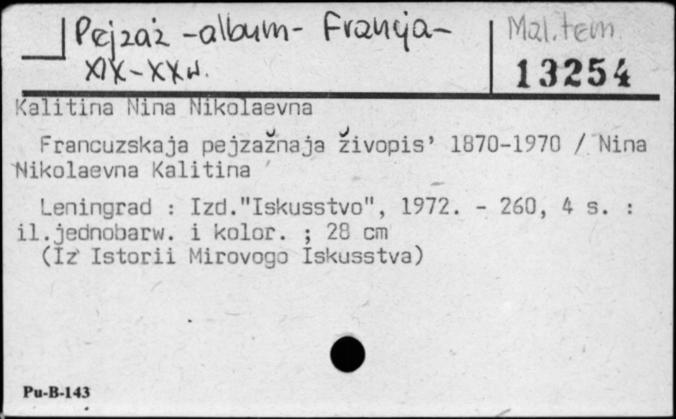 Pejzaż -album- Francja-
XIX-XXw.
Mal.tem.
13254
Kalitina Nina Nikolaevna
Francuzskaja pejzažnaja živopis’ 1870-1970 / Nina
Nikolaevna Kalitina
Leningrad : Izd."Iskusstvo", 1972. - 260, 4 s. :
il.jednobarw. i kolor. ; 28 cm
(Iz Istorii Mirovogo Iskusstva)
Pu-B-143